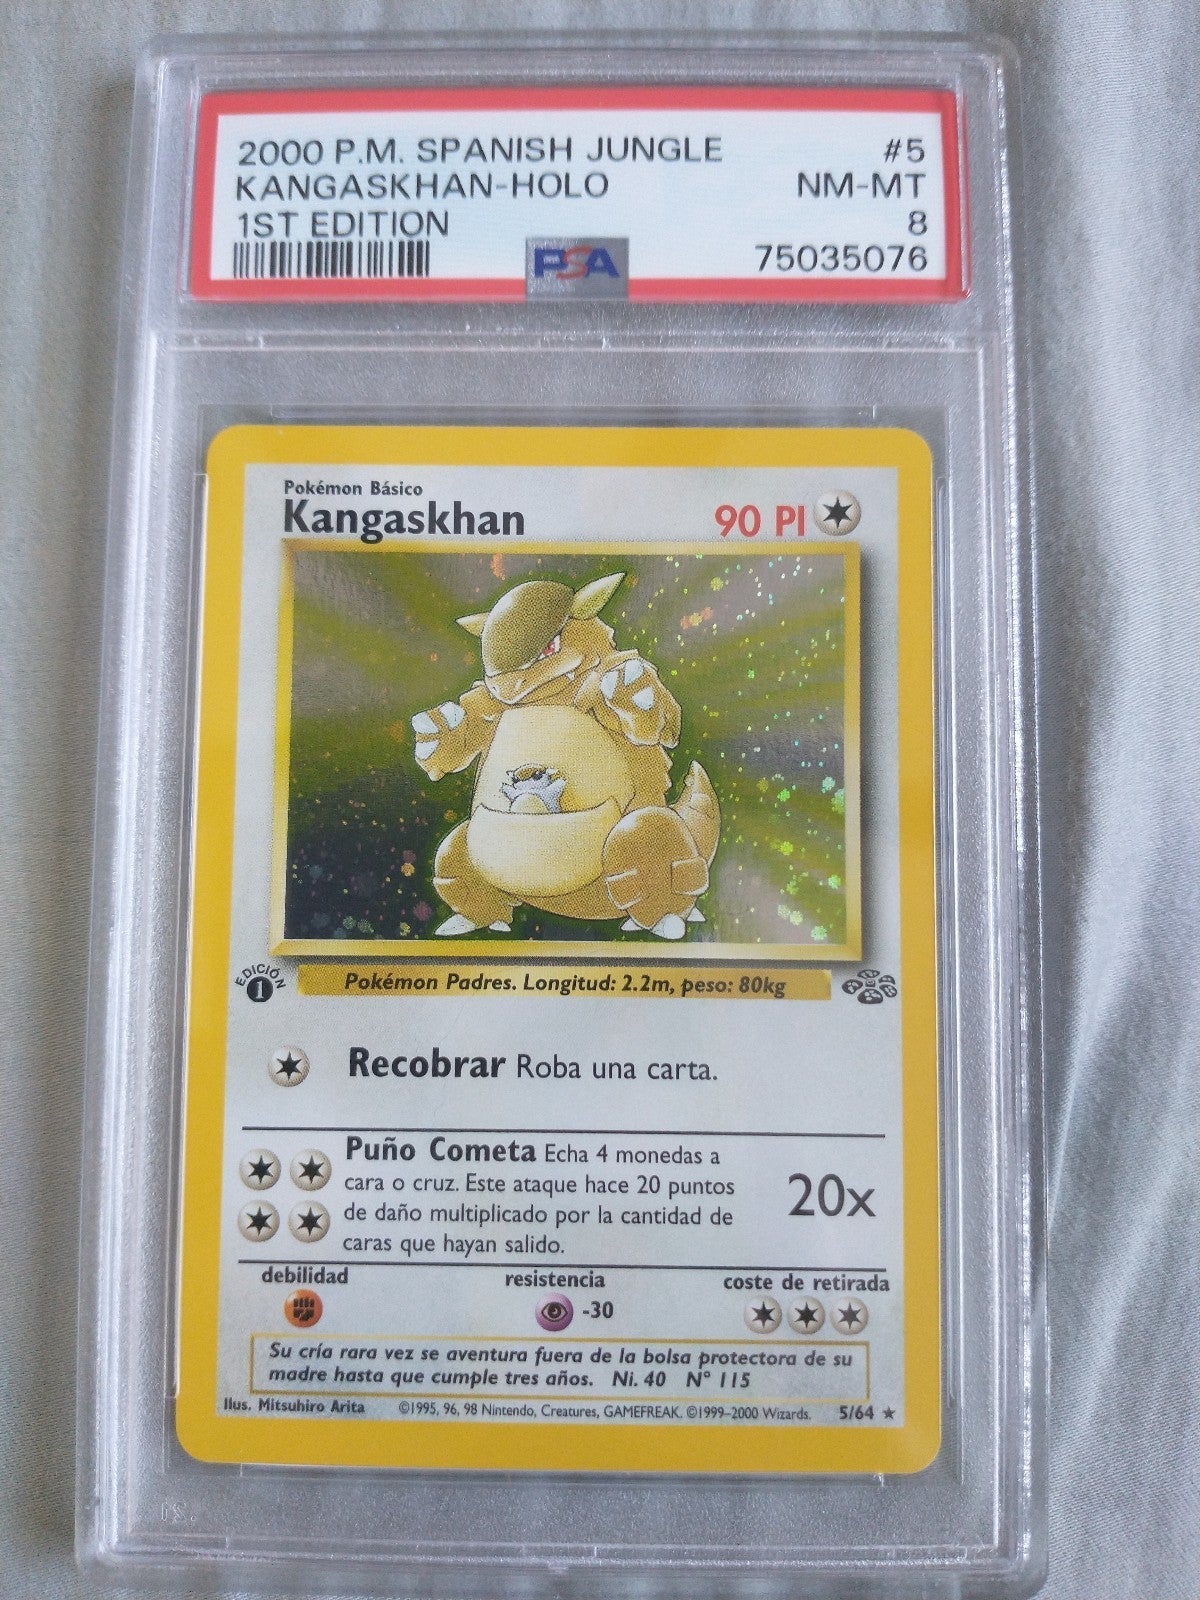 2000 P.M. SPANISH JUNGLE #5
KANGASKHAN-HOLO NM-MT
1ST EDITION 8
PSA 75035076
Pokémon Básico
Kangaskhan 90 PI
EDICIÓN
1
Pokémon Padres. Longitud: 2.2m, peso: 80kg
Recobrar Roba una carta.
Puño Cometa Echa 4 monedas a
cara o cruz. Este ataque hace 20 puntos
de daño multiplicado por la cantidad de
caras que hayan salido.
20x
debilidad resistencia coste de retirada
-30
Su cría rara vez se aventura fuera de la bolsa protectora de su
madre hasta que cumple tres años. Ni. 40 N° 115
Ilus. Mitsuhiro Arita ©1995, 96, 98 Nintendo, Creatures, GAMEFREAK. ©1999-2000 Wizards. 5/64 ★